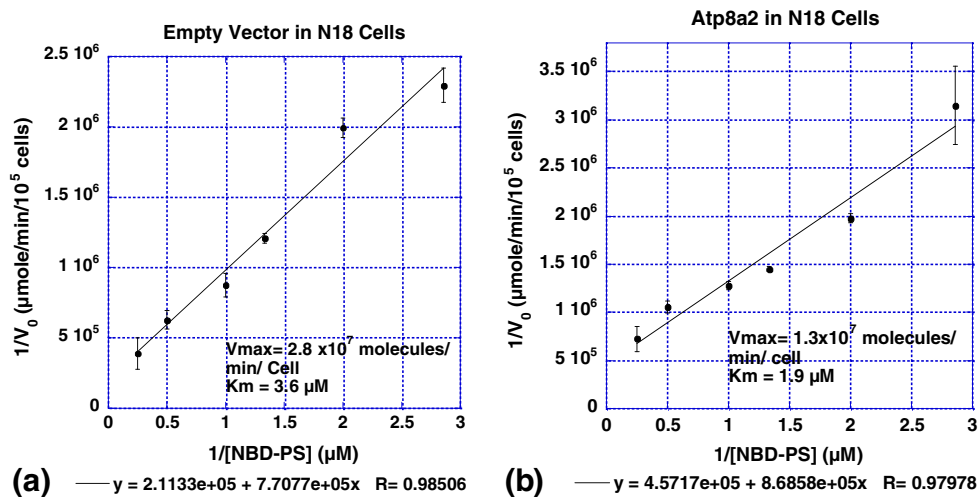 Empty Vector in N18 Cells
2.5 10⁶
2 10⁶
1.5 10⁶
1 10⁶
5 10⁵
0
1/V₀ (µmole/min/10⁵ cells)
Vmax= 2.8 x10⁷ molecules/
min/ Cell
Km = 3.6 µM
0 0.5 1 1.5 2 2.5 3
1/[NBD-PS] (µM)
(a)
y = 2.1133e+05 + 7.7077e+05x R= 0.98506
Atp8a2 in N18 Cells
3.5 10⁶
3 10⁶
2.5 10⁶
2 10⁶
1.5 10⁶
1 10⁶
5 10⁵
0
1/V₀ (µmole/min/10⁵ cells)
Vmax= 1.3x10⁷ molecules/
min/ cell
Km = 1.9 µM
0 0.5 1 1.5 2 2.5 3
1/[NBD-PS] (µM)
(b)
y = 4.5717e+05 + 8.6858e+05x R= 0.97978